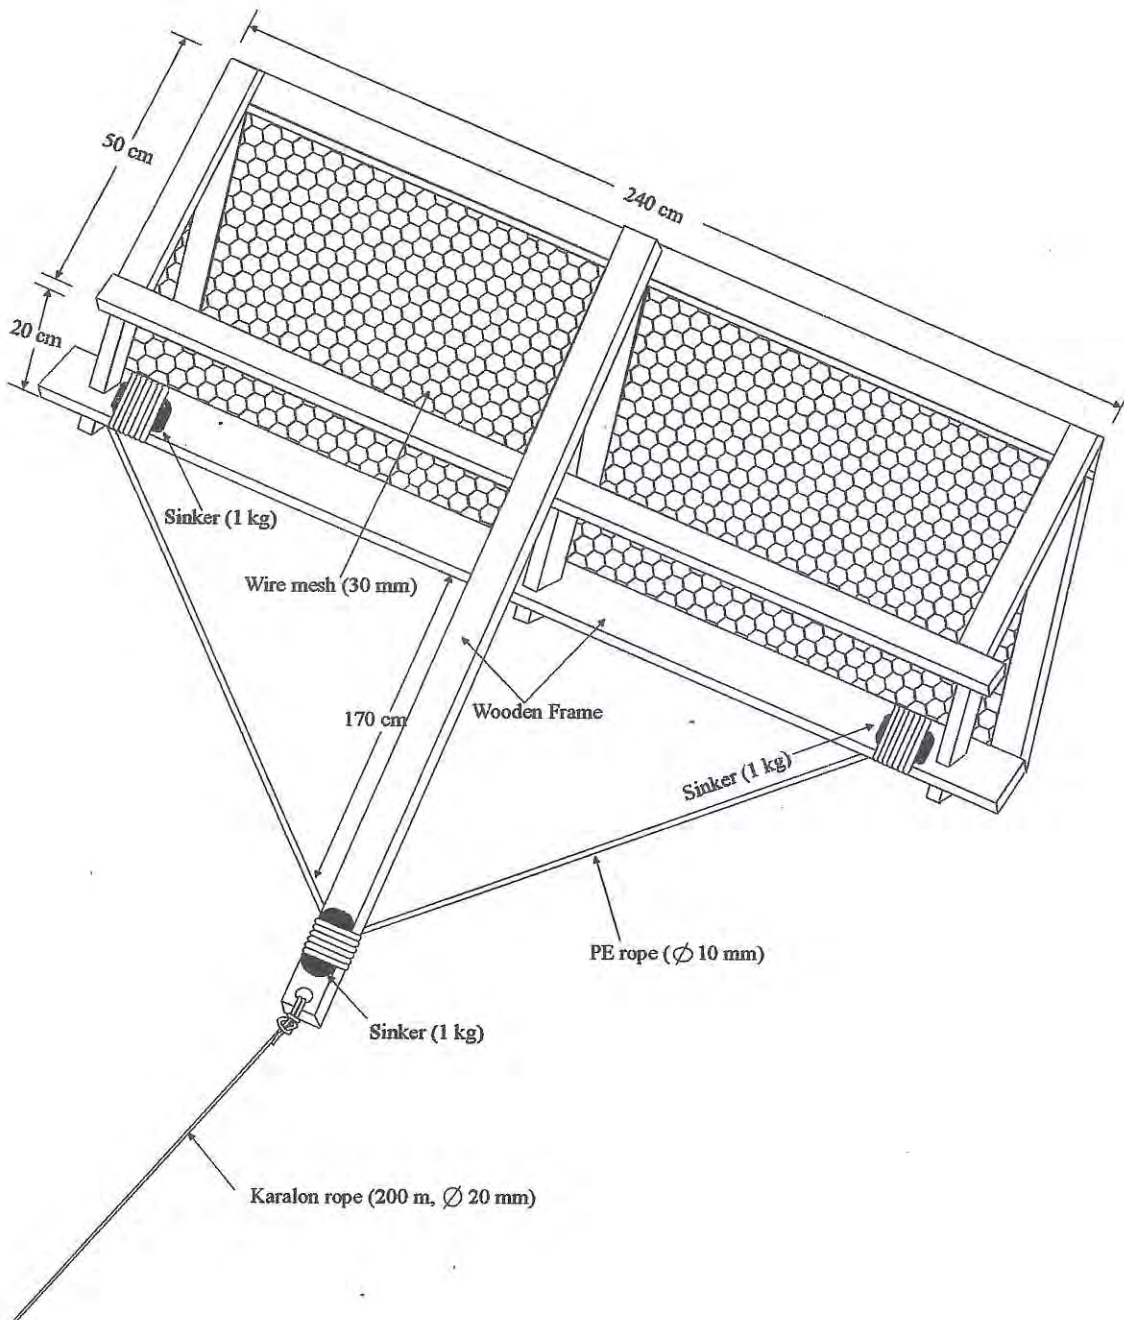 50 cm
240 cm
20 cm
Sinker (1 kg)
Wire mesh (30 mm)
Wooden Frame
170 cm
Sinker (1 kg)
PE rope (∅ 10 mm)
Sinker (1 kg)
Karalon rope (200 m, ∅ 20 mm)